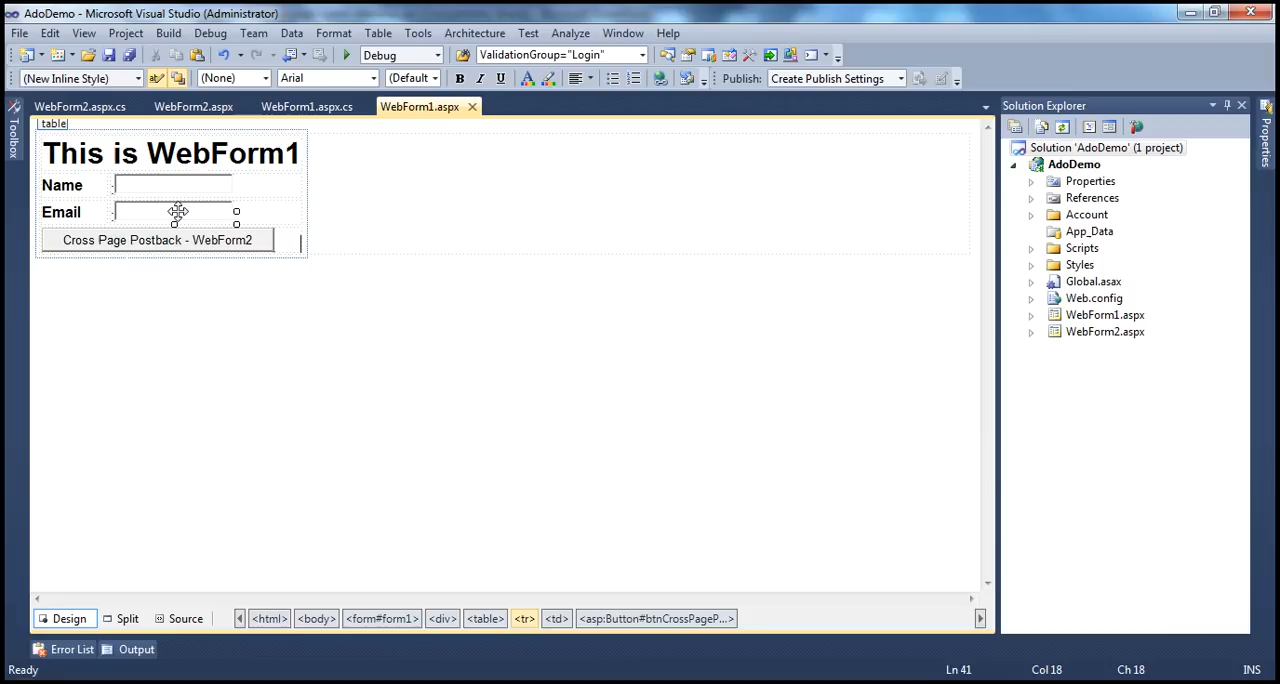 AdoDemo - Microsoft Visual Studio (Administrator)
File Edit View Project Build Debug Team Data Format Table Tools Architecture Test Analyze Window Help
Debug ValidationGroup="Login"
(New Inline Style) (None) Arial (Default B I U A Publish: Create Publish Settings
WebForm2.aspx.cs WebForm2.aspx WebForm1.aspx.cs WebForm1.aspx
Solution Explorer
Toolbox
Properties
table
This is WebForm1
Name
Email
Cross Page Postback - WebForm2
Solution 'AdoDemo' (1 project)
AdoDemo
Properties
References
Account
App_Data
Scripts
Styles
Global.asax
Web.config
WebForm1.aspx
WebForm2.aspx
Design Split Source <html> <body> <form#form1> <div> <table> <tr> <td> <asp:Button#btnCrossPageP...>
Error List Output
Ready Ln 41 Col 18 Ch 18 INS